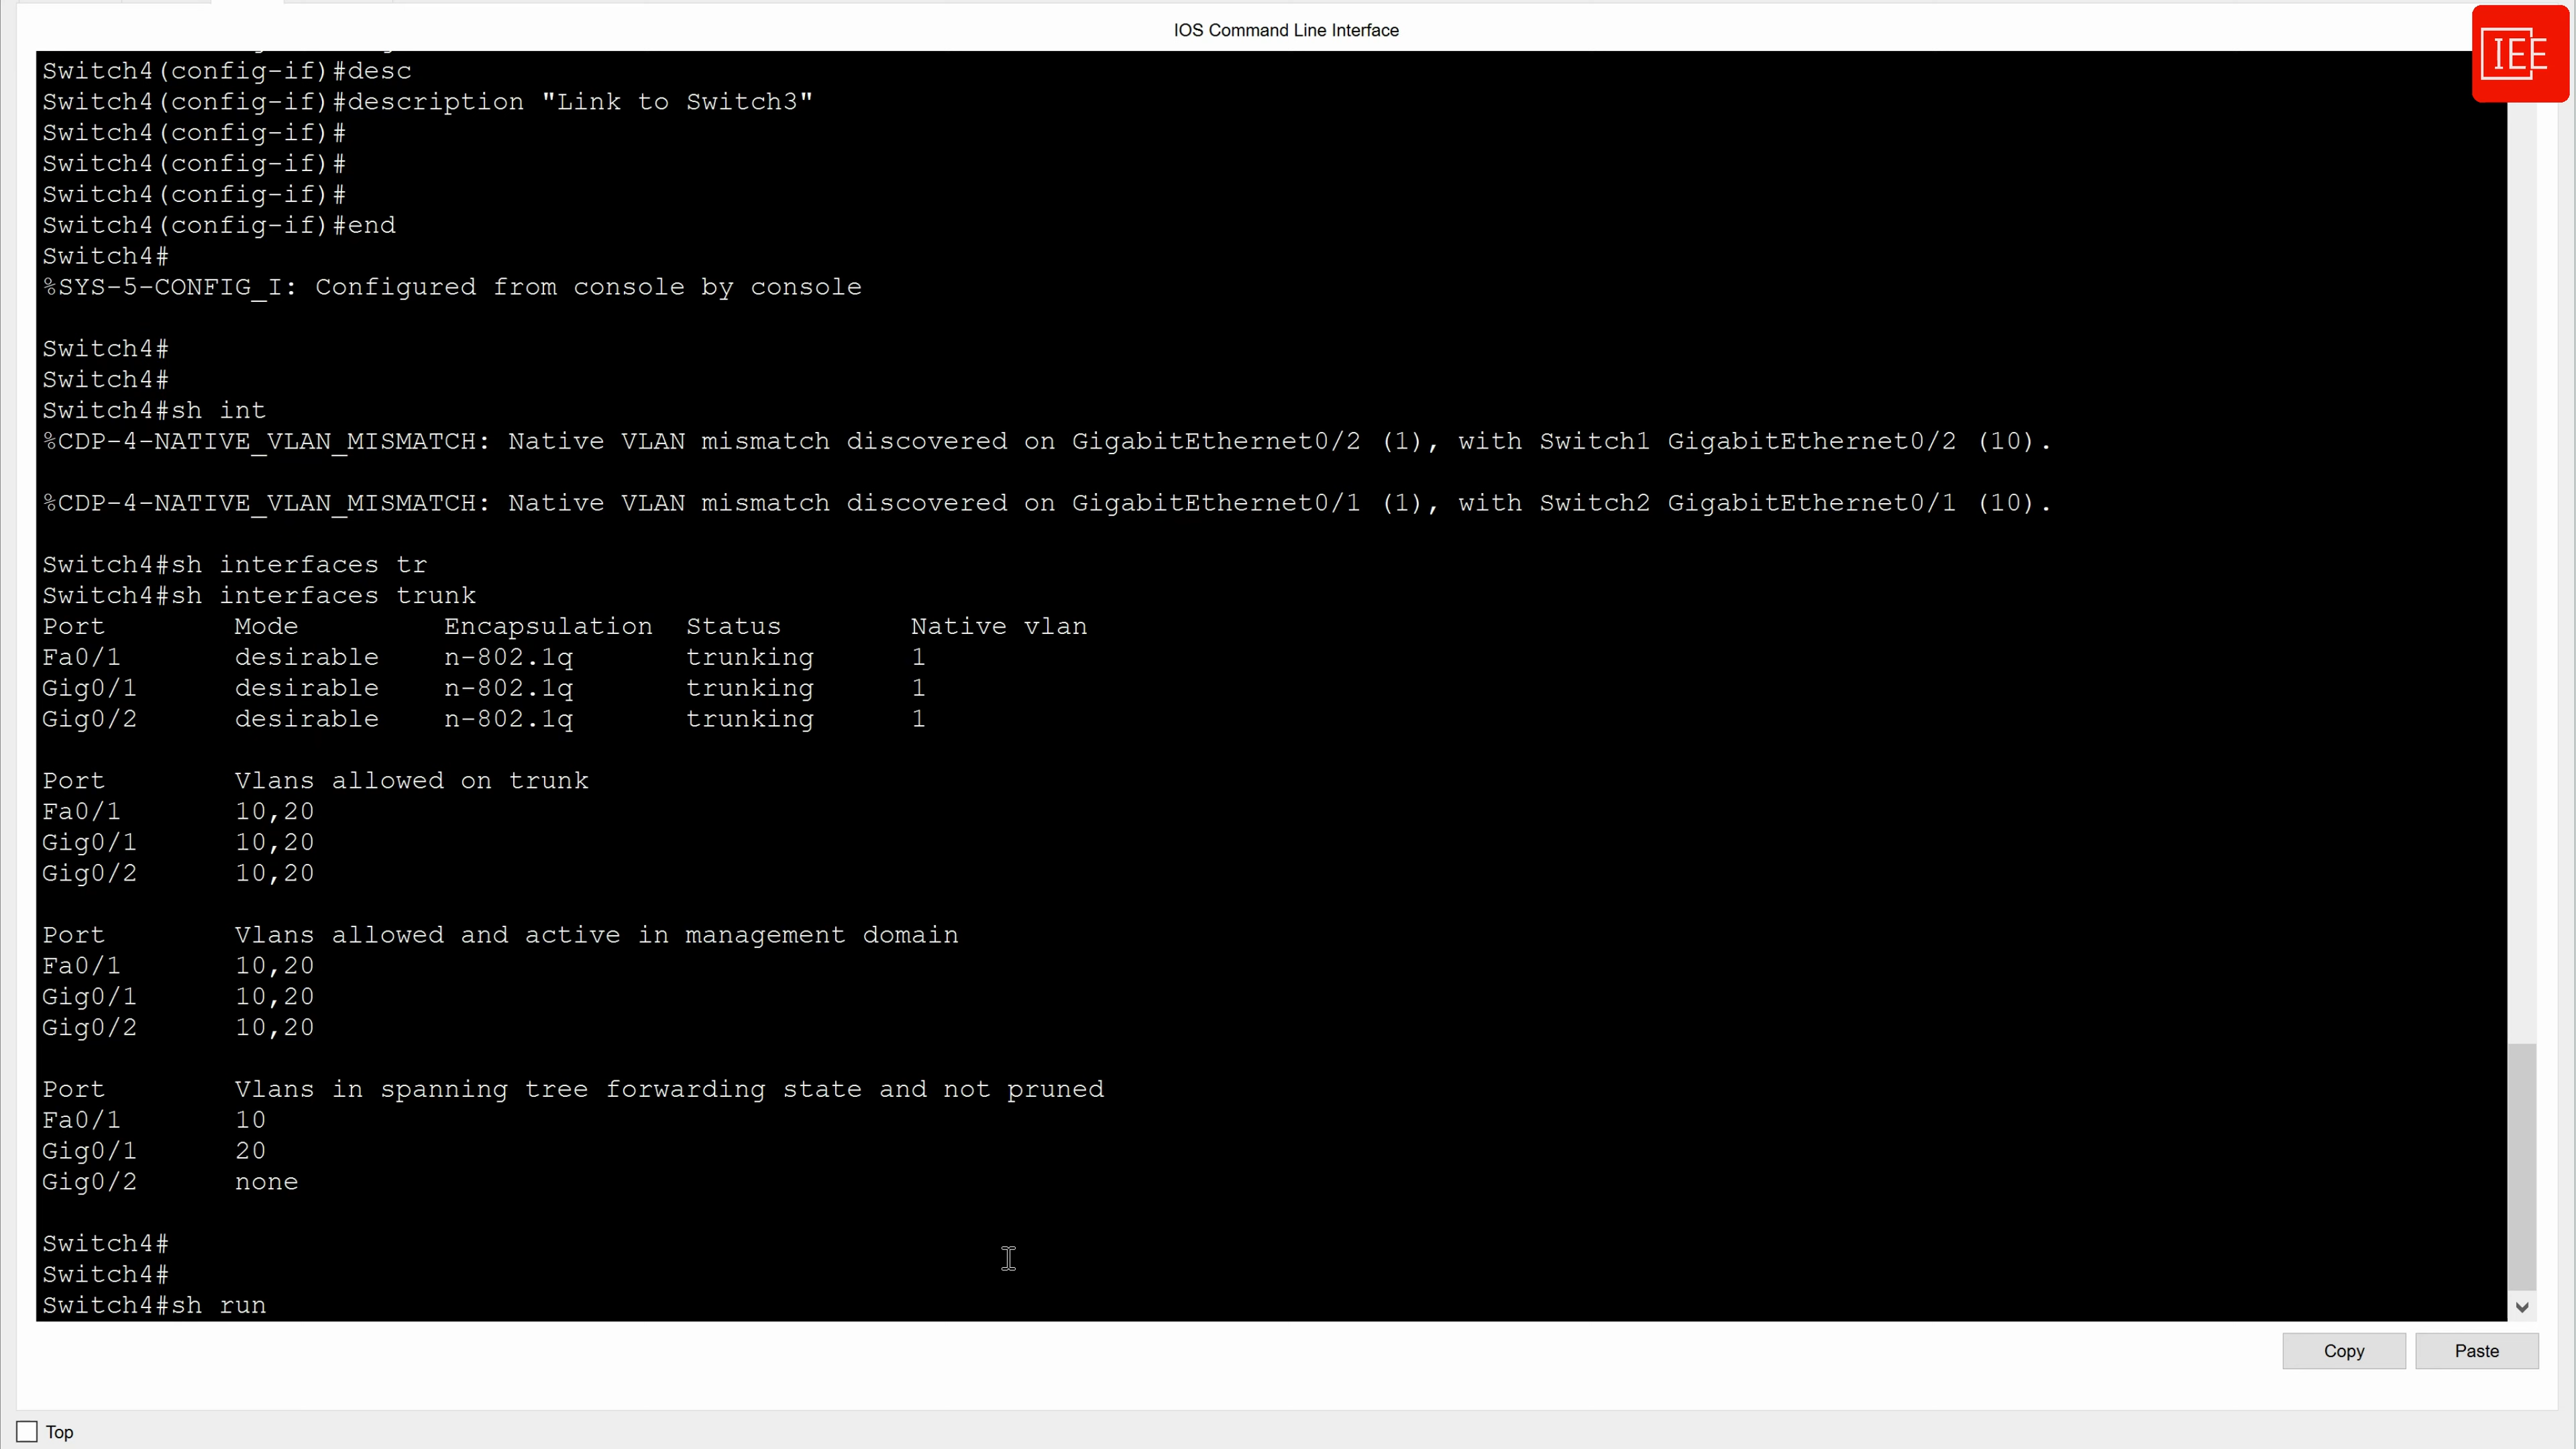 IOS Command Line Interface
IEE
Switch4(config-if)#desc
Switch4(config-if)#description "Link to Switch3"
Switch4(config-if)#
Switch4(config-if)#
Switch4(config-if)#
Switch4(config-if)#end
Switch4#
%SYS-5-CONFIG_I: Configured from console by console
Switch4#
Switch4#
Switch4#sh int
%CDP-4-NATIVE_VLAN_MISMATCH: Native VLAN mismatch discovered on GigabitEthernet0/2 (1), with Switch1 GigabitEthernet0/2 (10).
%CDP-4-NATIVE_VLAN_MISMATCH: Native VLAN mismatch discovered on GigabitEthernet0/1 (1), with Switch2 GigabitEthernet0/1 (10).
Switch4#sh interfaces tr
Switch4#sh interfaces trunk
Port Mode Encapsulation Status Native vlan
Fa0/1 desirable n-802.1q trunking 1
Gig0/1 desirable n-802.1q trunking 1
Gig0/2 desirable n-802.1q trunking 1
Port Vlans allowed on trunk
Fa0/1 10,20
Gig0/1 10,20
Gig0/2 10,20
Port Vlans allowed and active in management domain
Fa0/1 10,20
Gig0/1 10,20
Gig0/2 10,20
Port Vlans in spanning tree forwarding state and not pruned
Fa0/1 10
Gig0/1 20
Gig0/2 none
Switch4#
Switch4#
Switch4#sh run
Copy Paste
Top